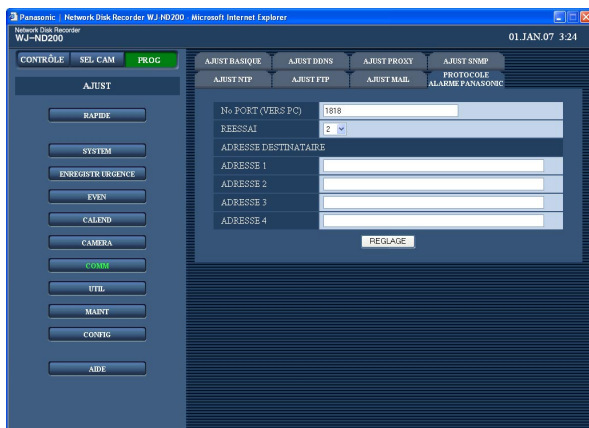 Panasonic | Network Disk Recorder WJ-ND200 - Microsoft Internet Explorer
Network Disk Recorder
WJ-ND200
01.JAN.07 3:24
CONTRÔLE SEL CAM PROG
AJUST
RAPIDE
SYSTEM
ENREGISTR URGENCE
EVEN
CALEND
CAMERA
COMM
UTIL
MAINT
CONFIG
AIDE
AJUST BASIQUE AJUST DDNS AJUST PROXY AJUST SNMP
AJUST NTP AJUST FTP AJUST MAIL PROTOCOLE
ALARME PANASONIC
No PORT (VERS PC) 1818
REESSAI 2
ADRESSE DESTINATAIRE
ADRESSE 1
ADRESSE 2
ADRESSE 3
ADRESSE 4
REGLAGE